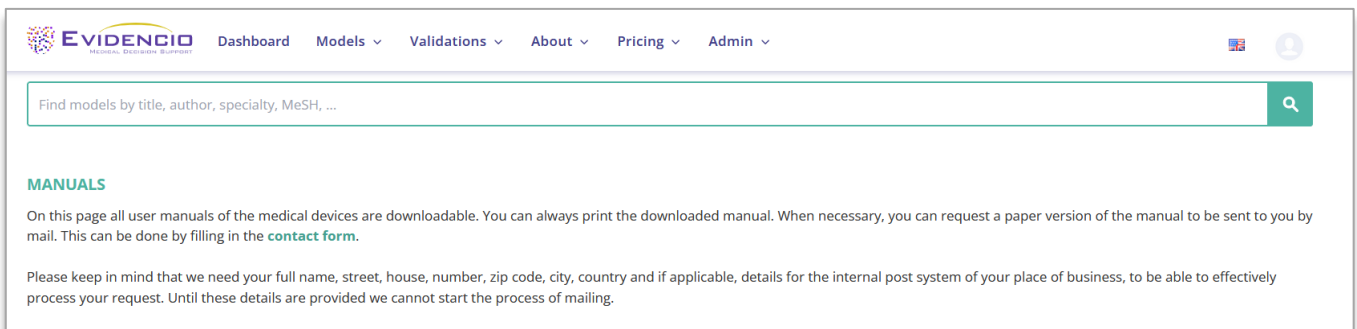 EVIDENCIO
MEDICAL DECISION SUPPORT
Dashboard Models Validations About Pricing Admin
Find models by title, author, specialty, MeSH, ...
MANUALS
On this page all user manuals of the medical devices are downloadable. You can always print the downloaded manual. When necessary, you can request a paper version of the manual to be sent to you by
mail. This can be done by filling in the contact form.
Please keep in mind that we need your full name, street, house, number, zip code, city, country and if applicable, details for the internal post system of your place of business, to be able to effectively
process your request. Until these details are provided we cannot start the process of mailing.